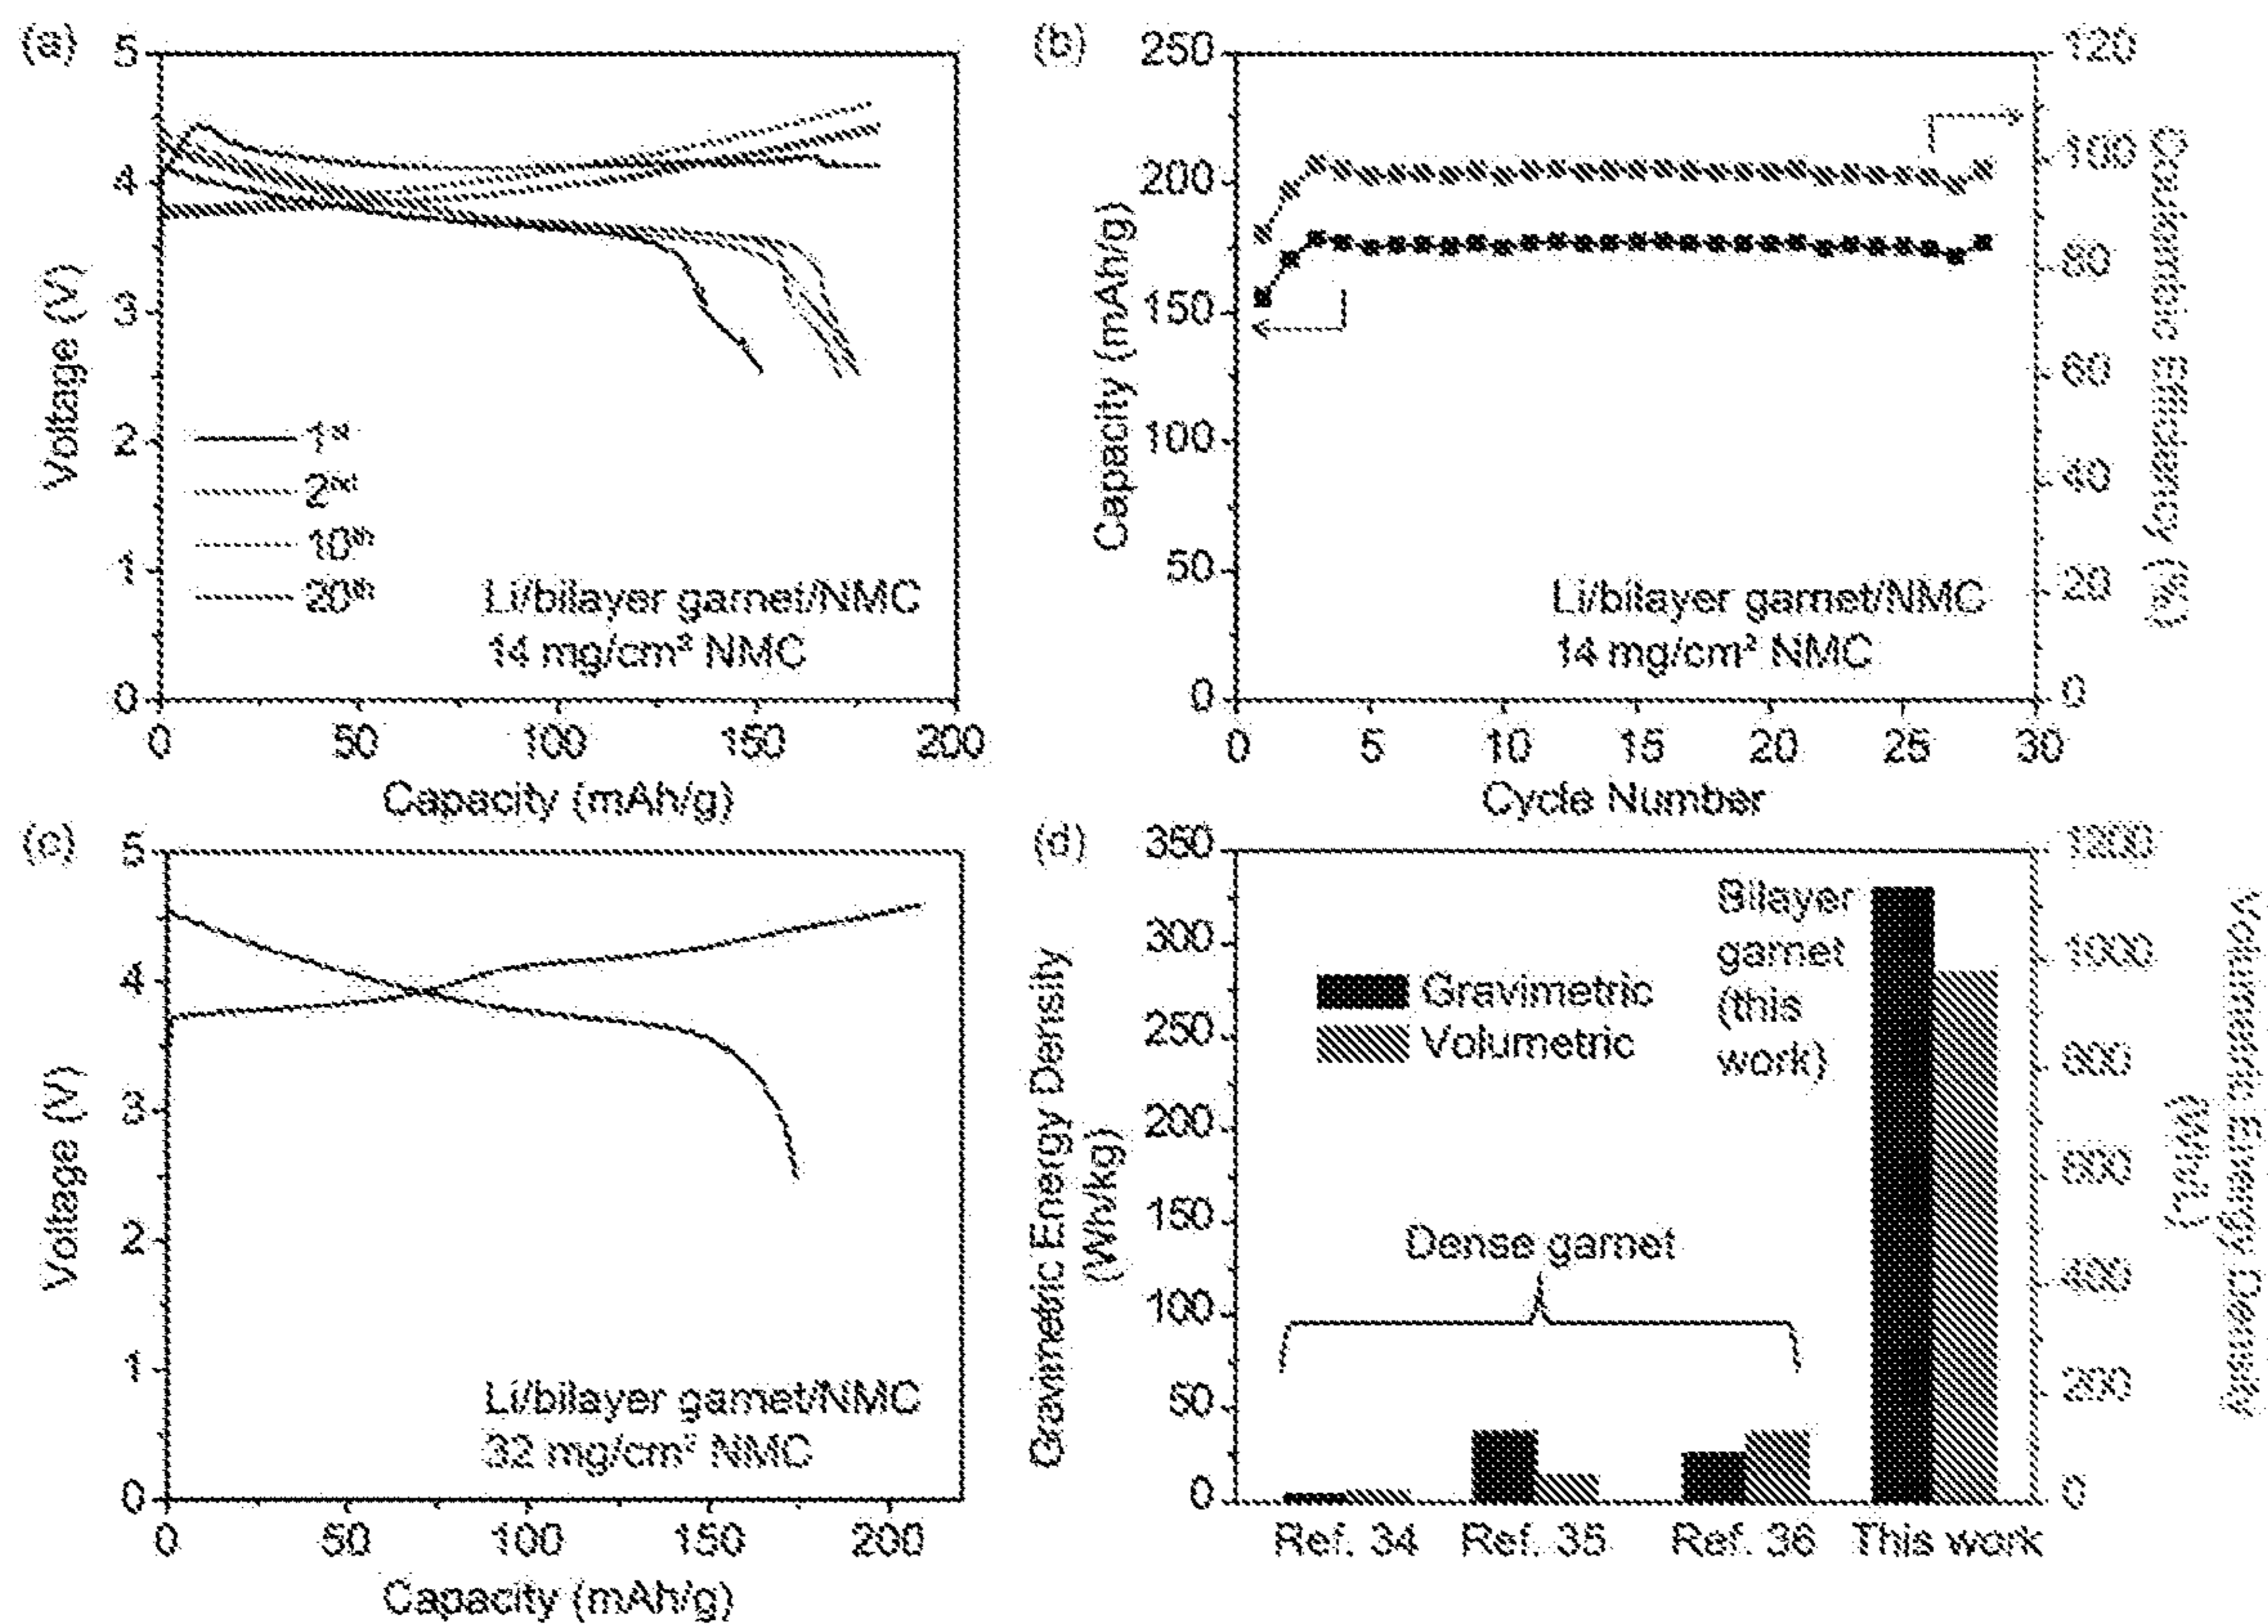 (a)
5
4
3
2
1
0
Voltage (V)
1st
2nd
10th
20th
Li/bilayer garnet/NMC
14 mg/cm² NMC
0 50 100 150 200
Capacity (mAh/g)
(b)
250
200
150
100
50
0
Capacity (mAh/g)
120
100
80
60
40
20
0
Coulombic Efficiency (%)
Li/bilayer garnet/NMC
14 mg/cm² NMC
0 5 10 15 20 25 30
Cycle Number
(c)
5
4
3
2
1
0
Voltage (V)
Li/bilayer garnet/NMC
32 mg/cm² NMC
0 50 100 150 200
Capacity (mAh/g)
(d)
350
300
250
200
150
100
50
0
Gravimetric Energy Density
(Wh/kg)
Gravimetric
Volumetric
Bilayer
garnet
(this
work)
Dense garnet
1200
1000
800
600
400
200
0
Volumetric Energy Density
(Wh/L)
Ref. 34 Ref. 35 Ref. 36 This work